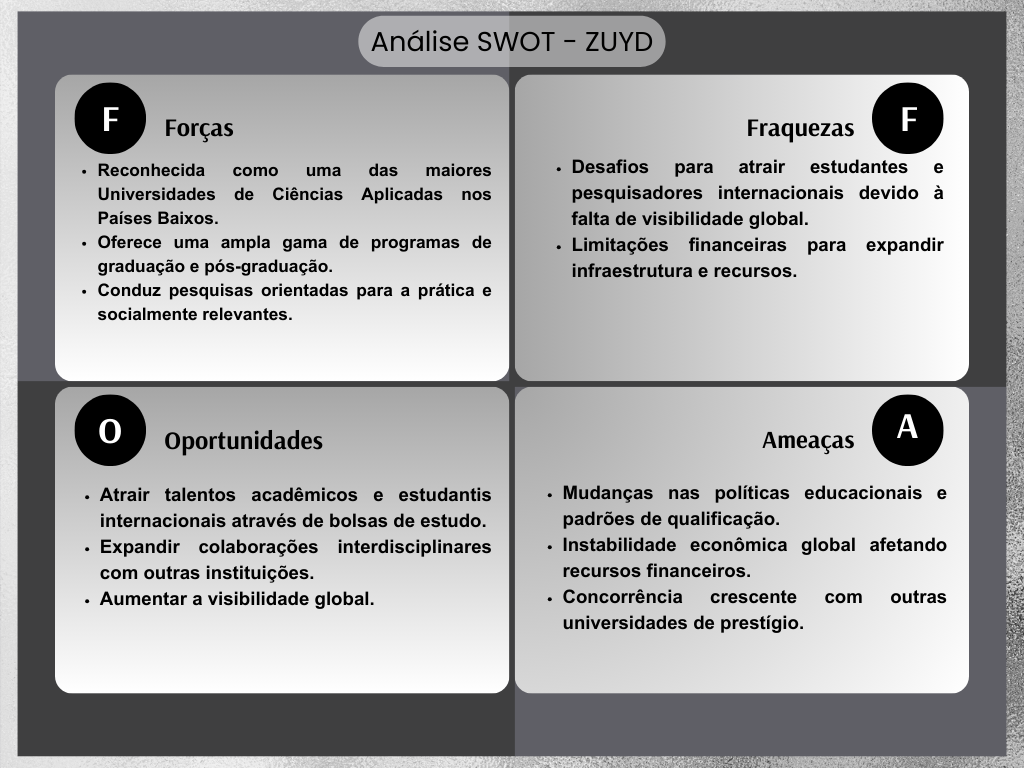 Análise SWOT - ZUYD
F
Forças
Reconhecida como uma das maiores
Universidades de Ciências Aplicadas nos
Países Baixos.
Oferece uma ampla gama de programas de
graduação e pós-graduação.
Conduz pesquisas orientadas para a prática e
socialmente relevantes.
Fraquezas
F
Desafios para atrair estudantes e
pesquisadores internacionais devido à
falta de visibilidade global.
Limitações financeiras para expandir
infraestrutura e recursos.
O
Oportunidades
Atrair talentos acadêmicos e estudantis
internacionais através de bolsas de estudo.
Expandir colaborações interdisciplinares
com outras instituições.
Aumentar a visibilidade global.
Ameaças
A
Mudanças nas políticas educacionais e
padrões de qualificação.
Instabilidade econômica global afetando
recursos financeiros.
Concorrência crescente com outras
universidades de prestígio.